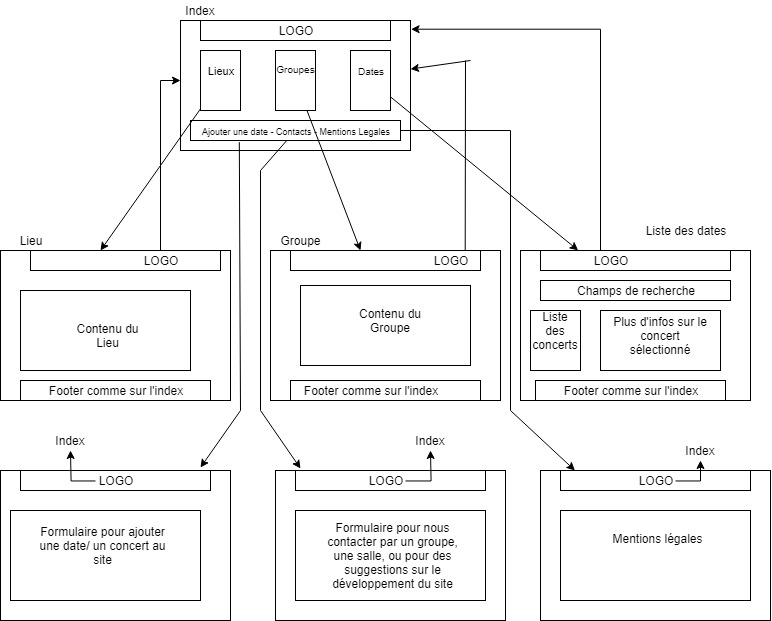 Index
LOGO
Lieux
Groupes
Dates
Ajouter une date - Contacts - Mentions Legales
Lieu
LOGO
Contenu du
Lieu
Footer comme sur l'index
Groupe
LOGO
Contenu du
Groupe
Footer comme sur l'index
Liste des dates
LOGO
Champs de recherche
Liste
des
concerts
Plus d'infos sur le
concert
sélectionné
Footer comme sur l'index
Index
LOGO
Formulaire pour ajouter
une date/ un concert au
site
Index
LOGO
Formulaire pour nous
contacter par un groupe,
une salle, ou pour des
suggestions sur le
développement du site
Index
LOGO
Mentions légales